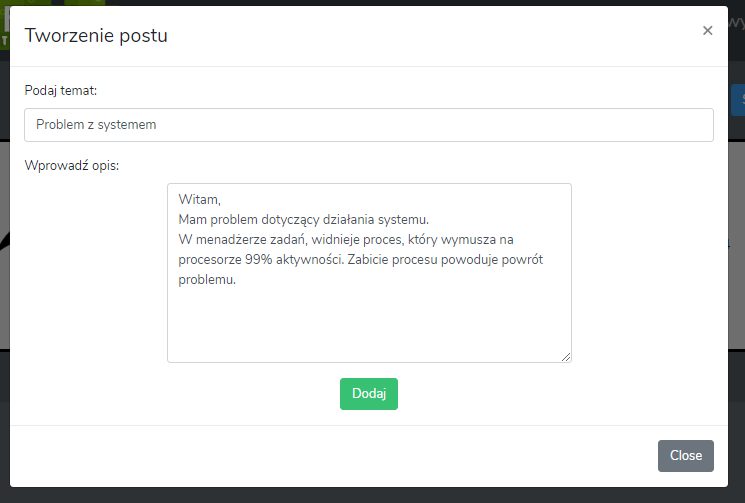 Tworzenie postu
×
Podaj temat:
Problem z systemem
Wprowadź opis:
Witam,
Mam problem dotyczący działania systemu.
W menadżerze zadań, widnieje proces, który wymusza na
procesorze 99% aktywności. Zabicie procesu powoduje powrót
problemu.
Dodaj
Close